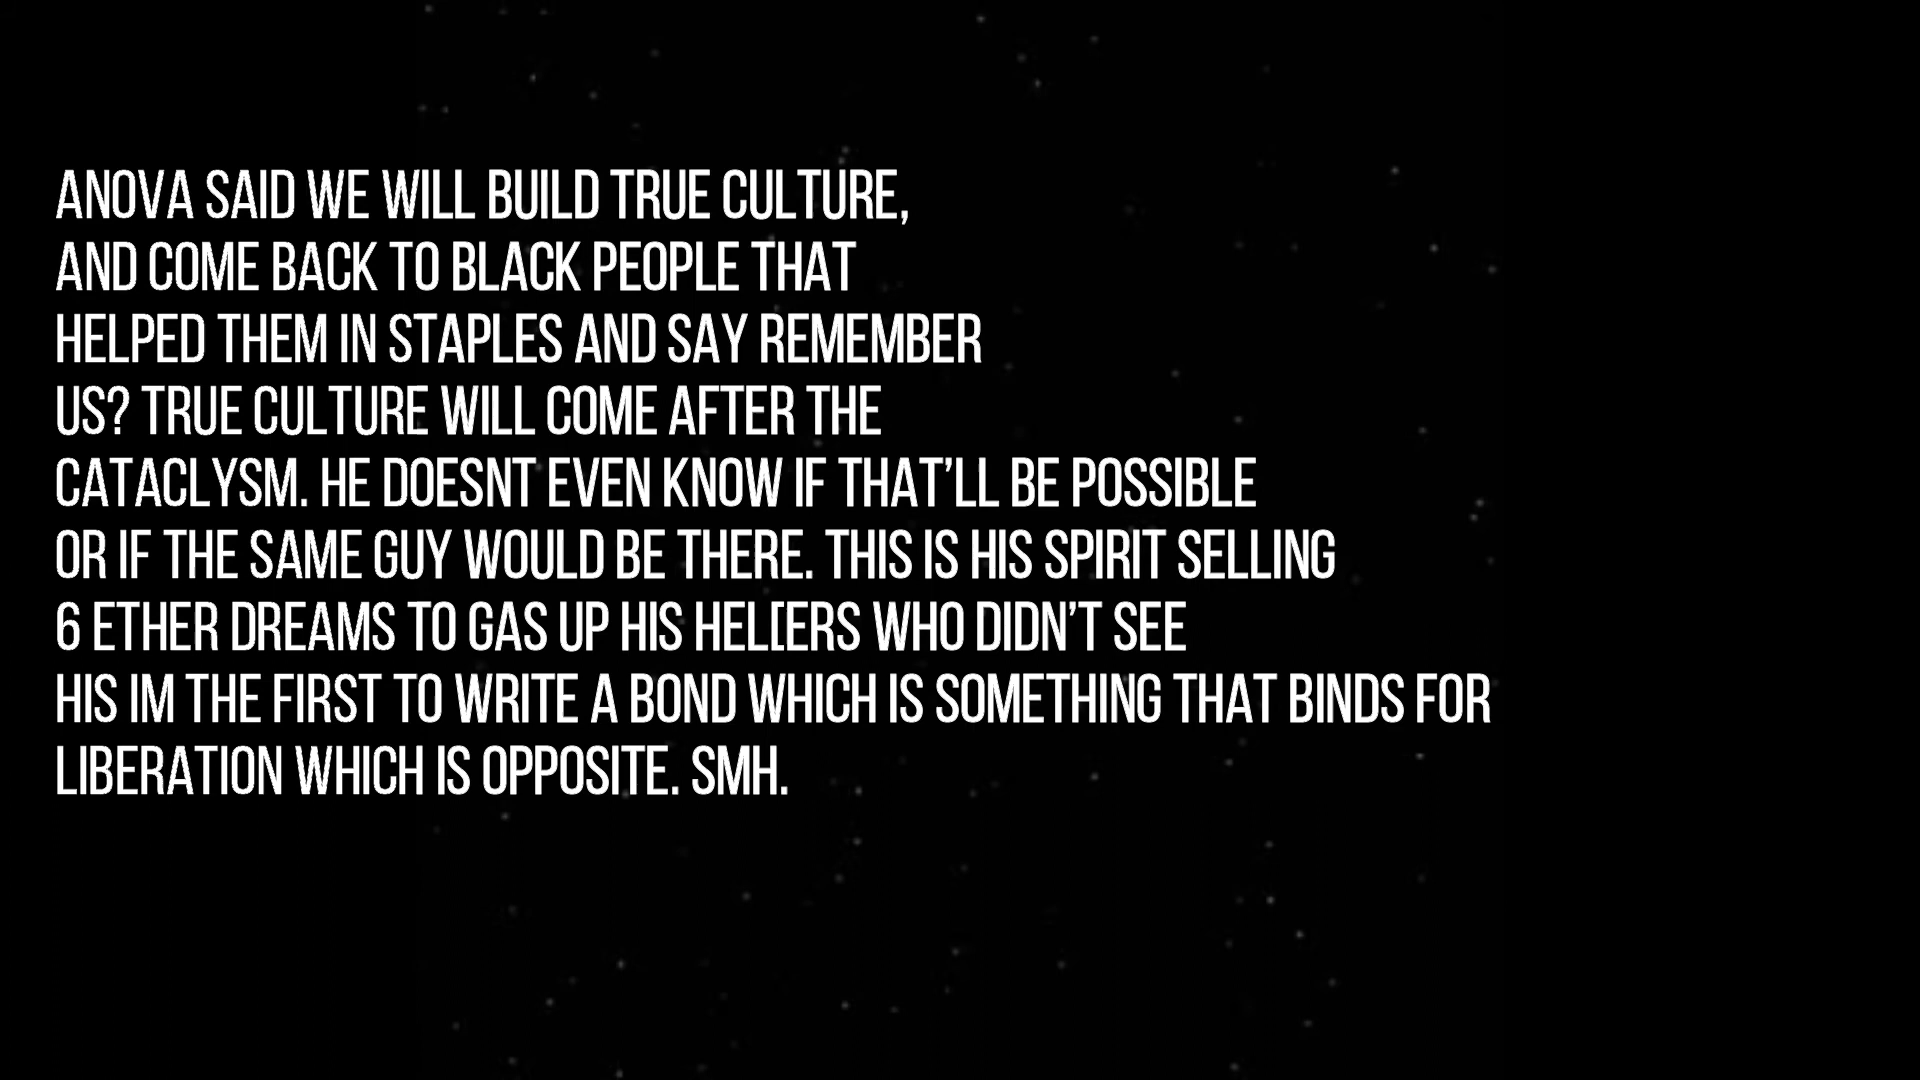 ANOVA SAID WE WILL BUILD TRUE CULTURE,
AND COME BACK TO BLACK PEOPLE THAT
HELPED THEM IN STAPLES AND SAY REMEMBER
US? TRUE CULTURE WILL COME AFTER THE
CATACLYSM. HE DOESNT EVEN KNOW IF THAT'LL BE POSSIBLE
OR IF THE SAME GUY WOULD BE THERE. THIS IS HIS SPIRIT SELLING
6 ETHER DREAMS TO GAS UP HIS HEL[ERS WHO DIDN'T SEE
HIS IM THE FIRST TO WRITE A BOND WHICH IS SOMETHING THAT BINDS FOR
LIBERATION WHICH IS OPPOSITE. SMH.